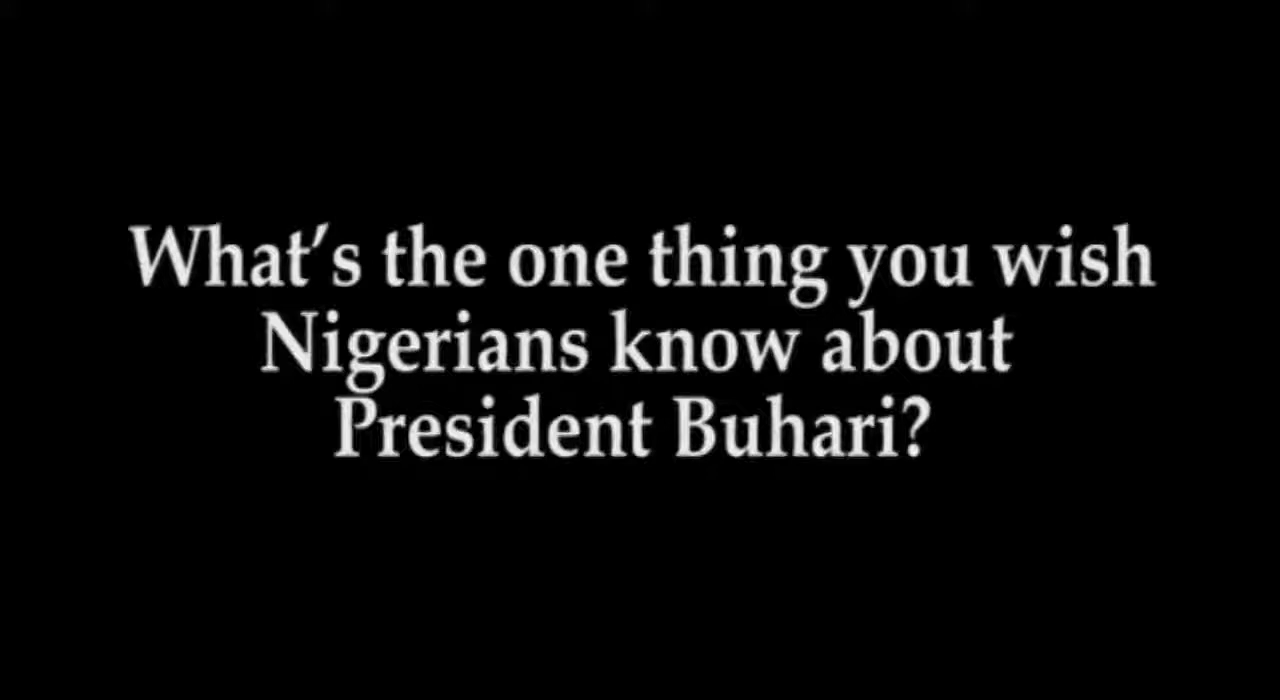 What’s the one thing you wish
Nigerians know about
President Buhari?